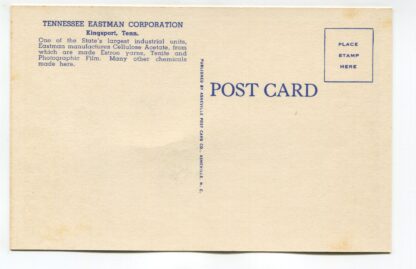 TENNESSEE EASTMAN CORPORATION
Kingsport, Tenn.
One of the State's largest industrial units,
Eastman manufactures Cellulose Acetate, from
which are made Estron yarns, Tenite and
Photographic Film. Many other chemicals
made here.
PUBLISHED BY ASHEVILLE POST CARD CO., ASHEVILLE, N. C.
POST CARD
PLACE
STAMP
HERE